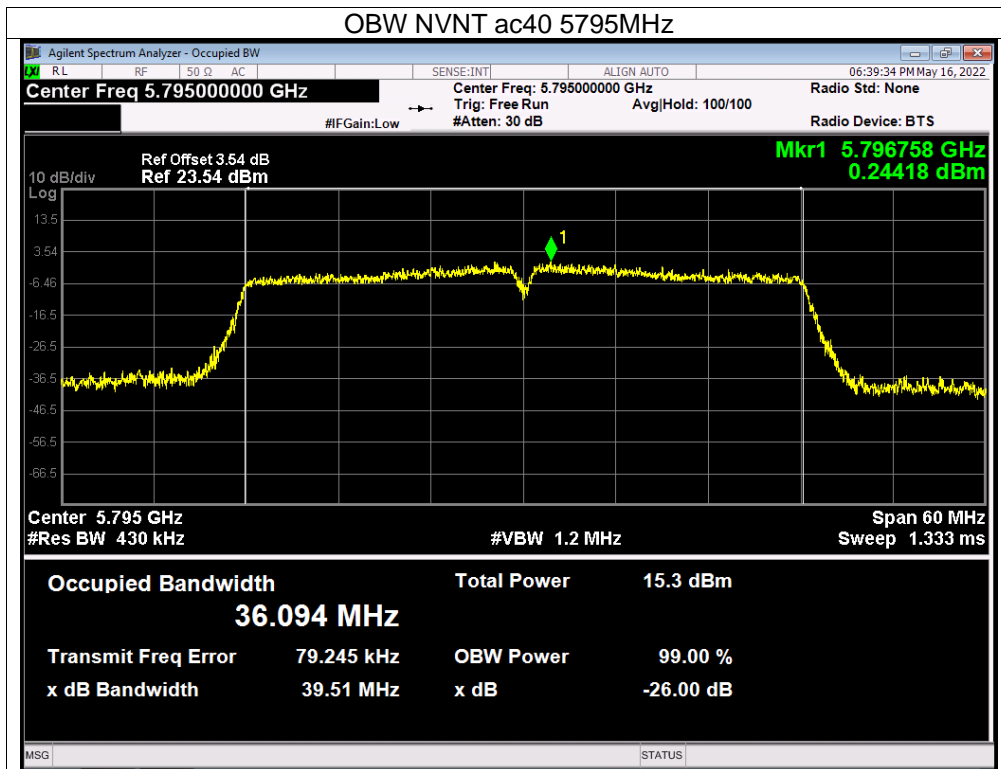 OBW NVNT ac40 5795MHz
Agilent Spectrum Analyzer - Occupied BW
LXI RL RF 50 Ω AC SENSE:INT ALIGN AUTO 06:39:34 PM May 16, 2022
Center Freq 5.795000000 GHz Center Freq: 5.795000000 GHz Radio Std: None
Trig: Free Run Avg|Hold: 100/100
#IFGain:Low #Atten: 30 dB Radio Device: BTS
Mkr1 5.796758 GHz
0.24418 dBm
Ref Offset 3.54 dB
10 dB/div Ref 23.54 dBm
Log
13.5
3.54
-6.46
-16.5
-26.5
-36.5
-46.5
-56.5
-66.5
1
Center 5.795 GHz Span 60 MHz
#Res BW 430 kHz #VBW 1.2 MHz Sweep 1.333 ms
Occupied Bandwidth Total Power 15.3 dBm
36.094 MHz
Transmit Freq Error 79.245 kHz OBW Power 99.00 %
x dB Bandwidth 39.51 MHz x dB -26.00 dB
MSG STATUS